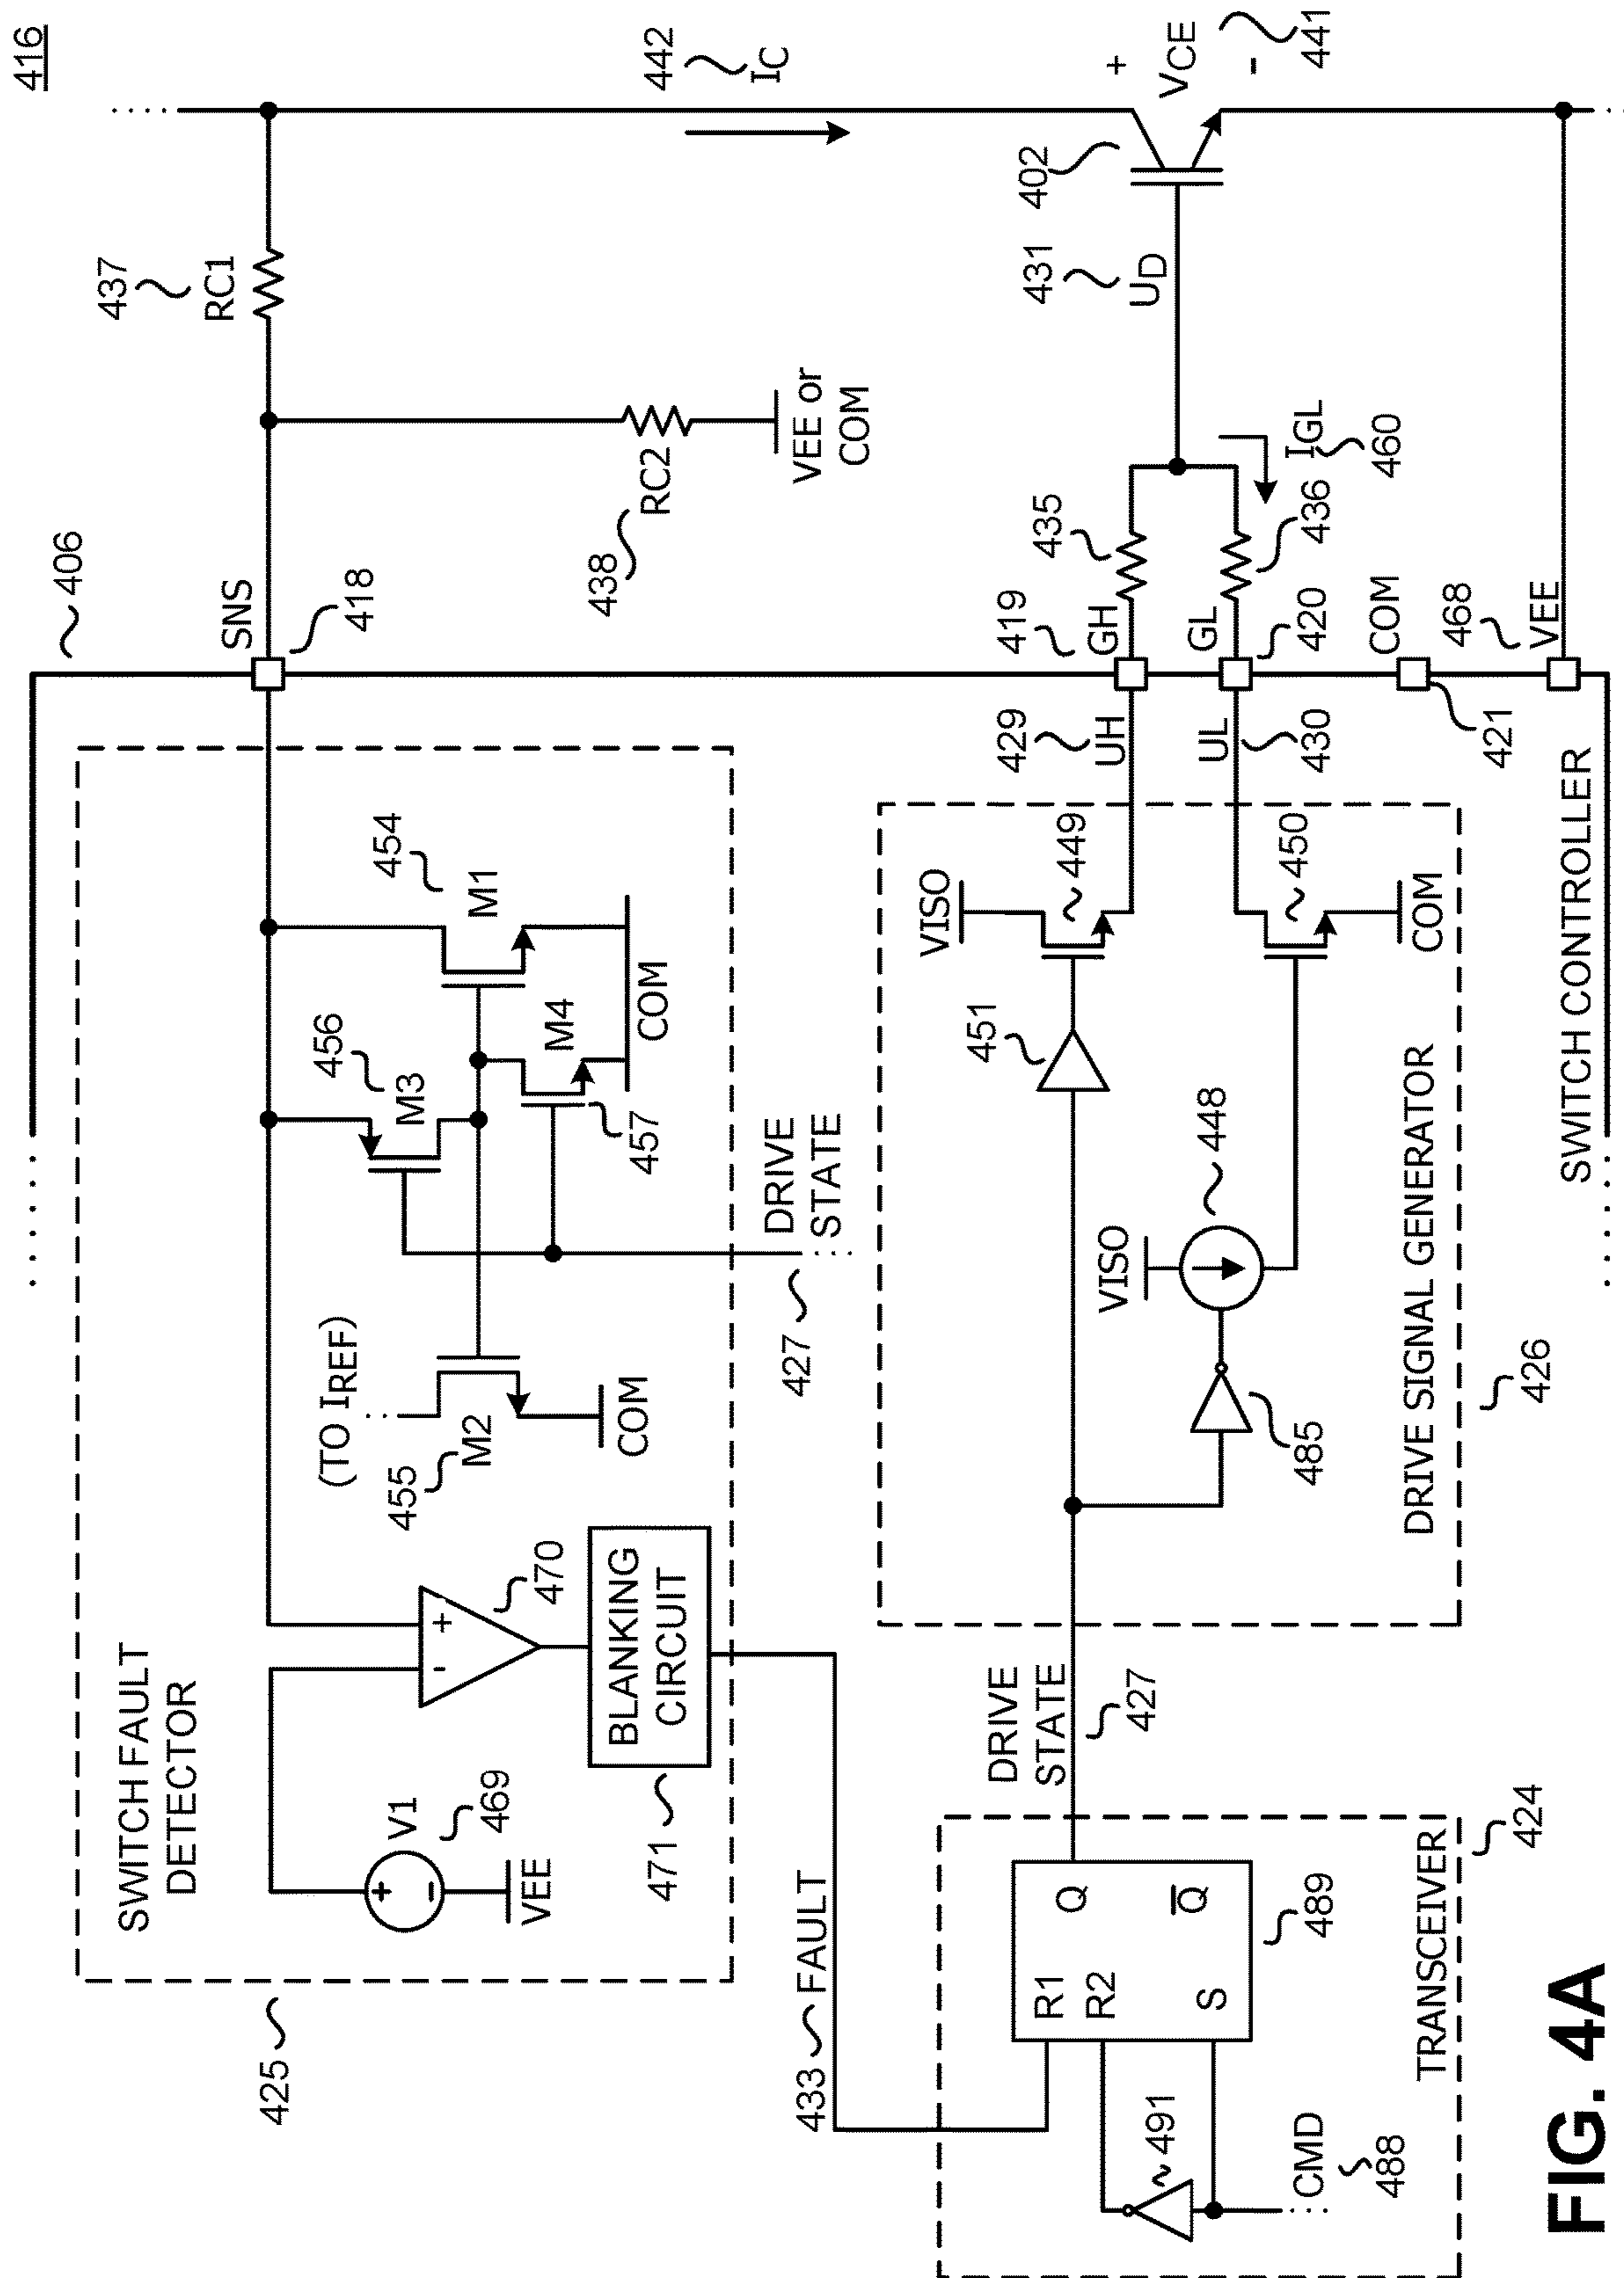 416
406
437
RC1
442
IC
SNS
418
438
RC2
VEE or
COM
SWITCH FAULT
DETECTOR
425
V1
469
VEE
+
-
+
-
470
BLANKING
CIRCUIT
471
(TO IREF)
455
M2
COM
456
M3
454
M1
M4
457
COM
DRIVE
STATE
427
433
FAULT
R1
R2
S
Q
Q
489
491
CMD
488
TRANSCEIVER
424
DRIVE
STATE
427
451
VISO
449
VISO
448
485
450
COM
DRIVE SIGNAL GENERATOR
426
429
UH
UL
430
419
GH
GL
420
435
436
IGL
460
431
UD
402
+
VCE
-
441
COM
421
468
VEE
SWITCH CONTROLLER
FIG. 4A